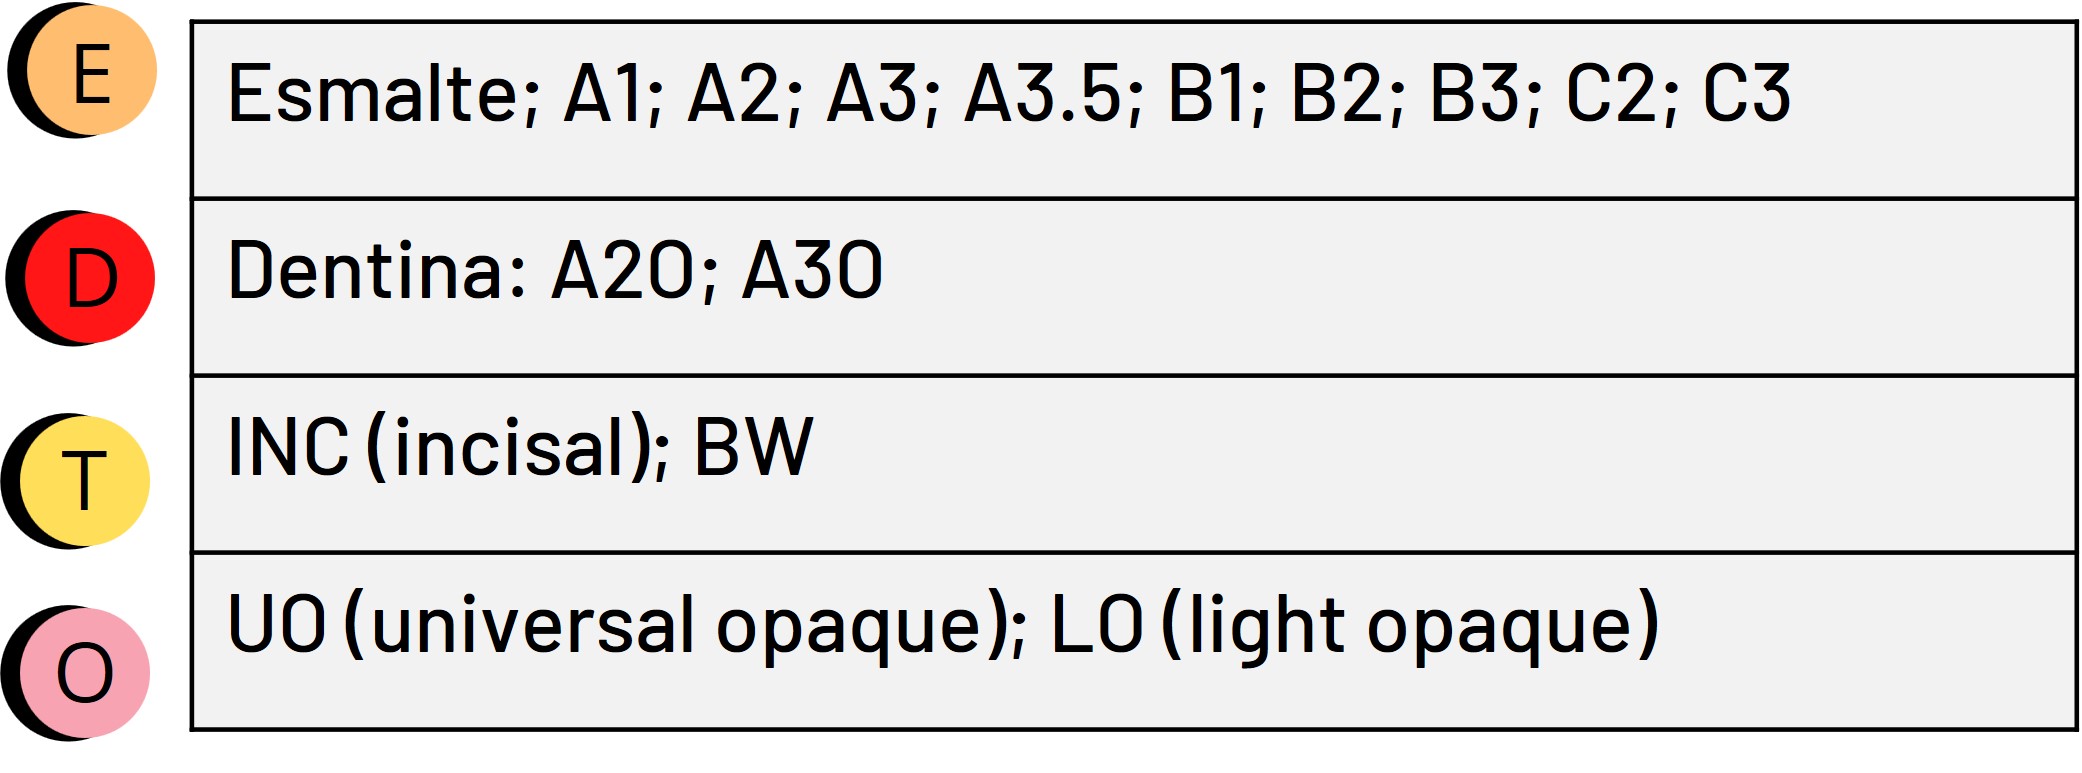 E
Esmalte; A1; A2; A3; A3.5; B1; B2; B3; C2; C3
D
Dentina: A2O; A3O
T
INC (incisal); BW
O
UO (universal opaque); LO (light opaque)